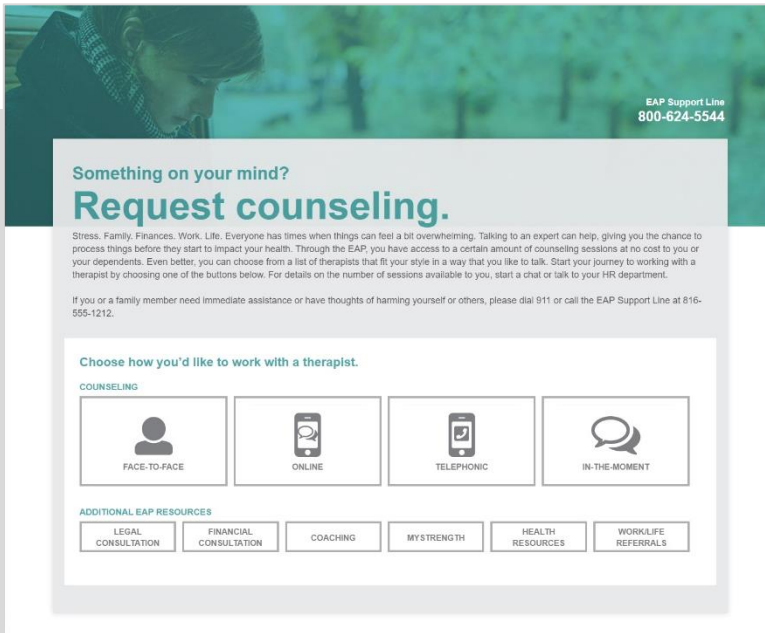 EAP Support Line
800-624-5544
Something on your mind?
Request counseling.
Stress. Family. Finances. Work. Life. Everyone has times when things can feel a bit overwhelming. Talking to an expert can help, giving you the chance to
process things before they start to impact your health. Through the EAP, you have access to a certain amount of counseling sessions at no cost to you or
your dependents. Even better, you can choose from a list of therapists that fit your style in a way that you like to talk. Start your journey to working with a
therapist by choosing one of the buttons below. For details on the number of sessions available to you, start a chat or talk to your HR department.
If you or a family member need immediate assistance or have thoughts of harming yourself or others, please dial 911 or call the EAP Support Line at 816-
555-1212.
Choose how you'd like to work with a therapist.
COUNSELING
FACE-TO-FACE
ONLINE
TELEPHONIC
IN-THE-MOMENT
ADDITIONAL EAP RESOURCES
LEGAL
CONSULTATION
FINANCIAL
CONSULTATION
COACHING
MYSTRENGTH
HEALTH
RESOURCES
WORK/LIFE
REFERRALS